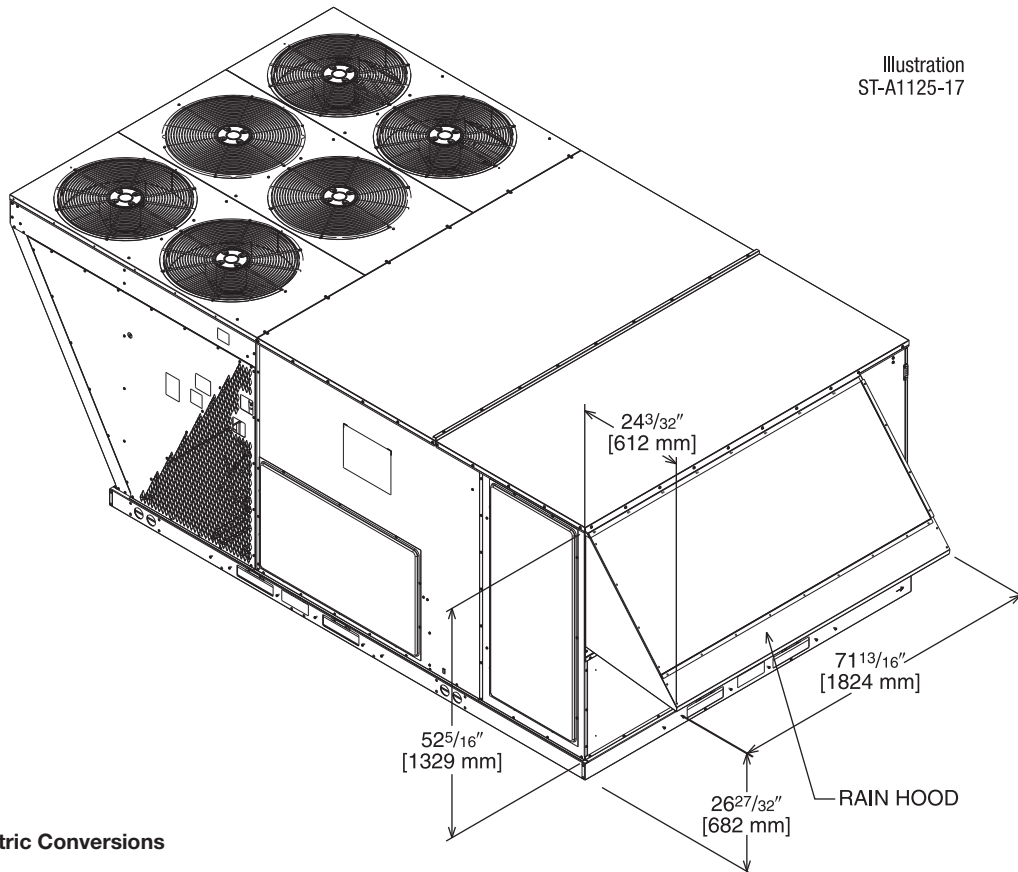 Illustration
ST-A1125-17
24 3/32"
[612 mm]
71 13/16"
[1824 mm]
52 5/16"
[1329 mm]
26 27/32"
[682 mm]
RAIN HOOD
tric Conversions